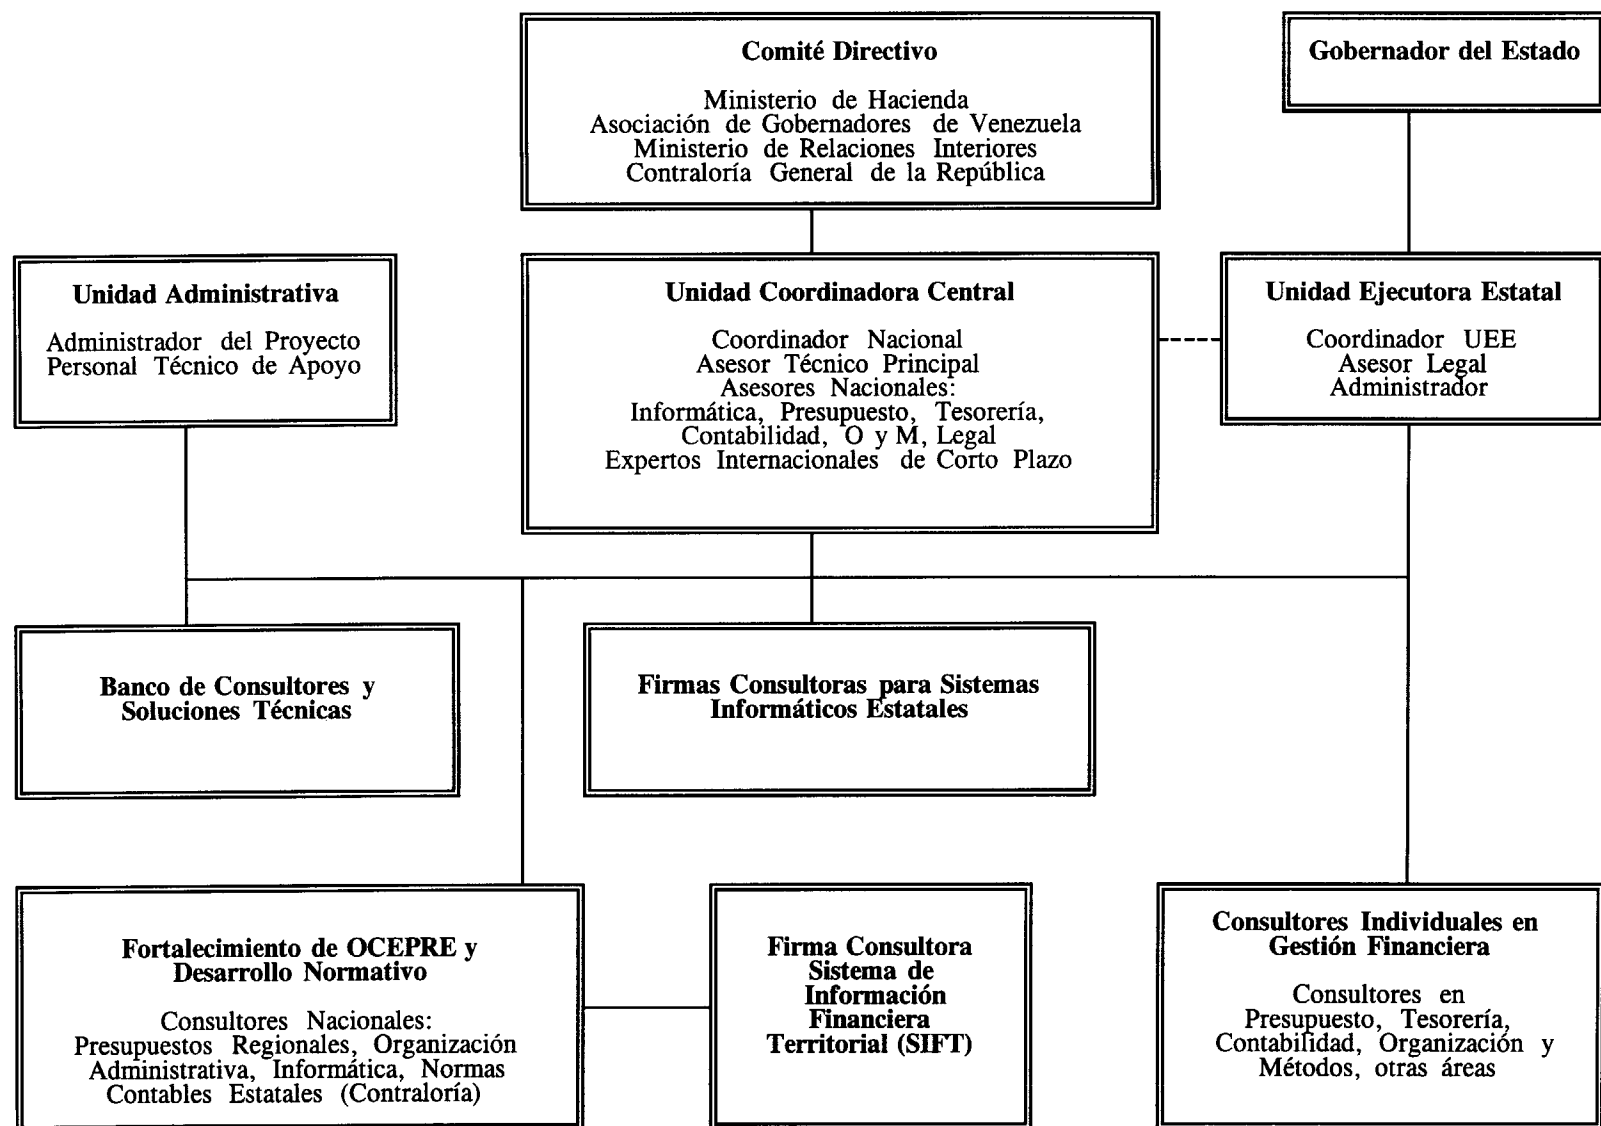 Comité Directivo
Ministerio de Hacienda
Asociación de Gobernadores de Venezuela
Ministerio de Relaciones Interiores
Contraloría General de la República
Gobernador del Estado
Unidad Administrativa
Administrador del Proyecto
Personal Técnico de Apoyo
Unidad Coordinadora Central
Coordinador Nacional
Asesor Técnico Principal
Asesores Nacionales:
Informática, Presupuesto, Tesorería,
Contabilidad, O y M, Legal
Expertos Internacionales de Corto Plazo
Unidad Ejecutora Estatal
Coordinador UEE
Asesor Legal
Administrador
Banco de Consultores y
Soluciones Técnicas
Firmas Consultoras para Sistemas
Informáticos Estatales
Fortalecimiento de OCEPRE y
Desarrollo Normativo
Consultores Nacionales:
Presupuestos Regionales, Organización
Administrativa, Informática, Normas
Contables Estatales (Contraloría)
Firma Consultora
Sistema de
Información
Financiera
Territorial (SIFT)
Consultores Individuales en
Gestión Financiera
Consultores en
Presupuesto, Tesorería,
Contabilidad, Organización y
Métodos, otras áreas